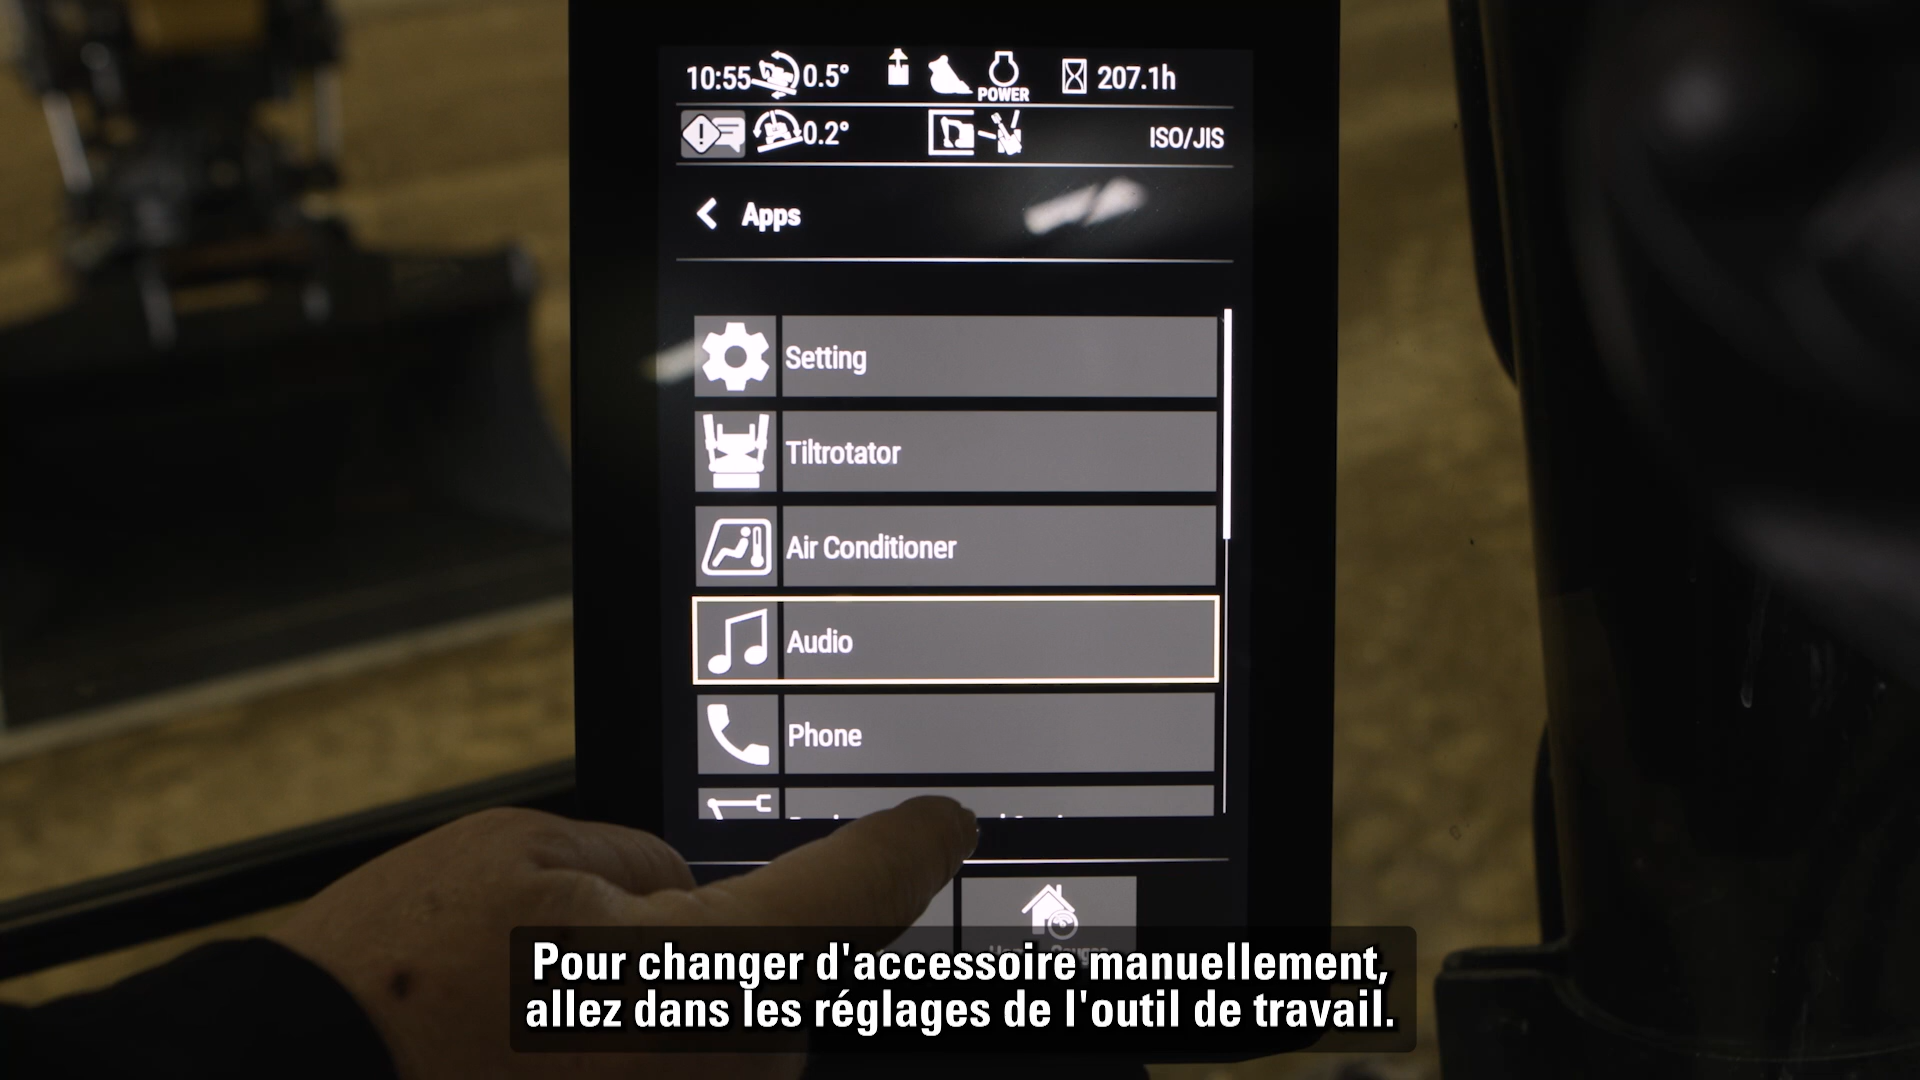 10:55 0.5° POWER 207.1h
0.2° ISO/JIS
Apps
Setting
Tiltrotator
Air Conditioner
Audio
Phone
Pour changer d'accessoire manuellement,
allez dans les réglages de l'outil de travail.